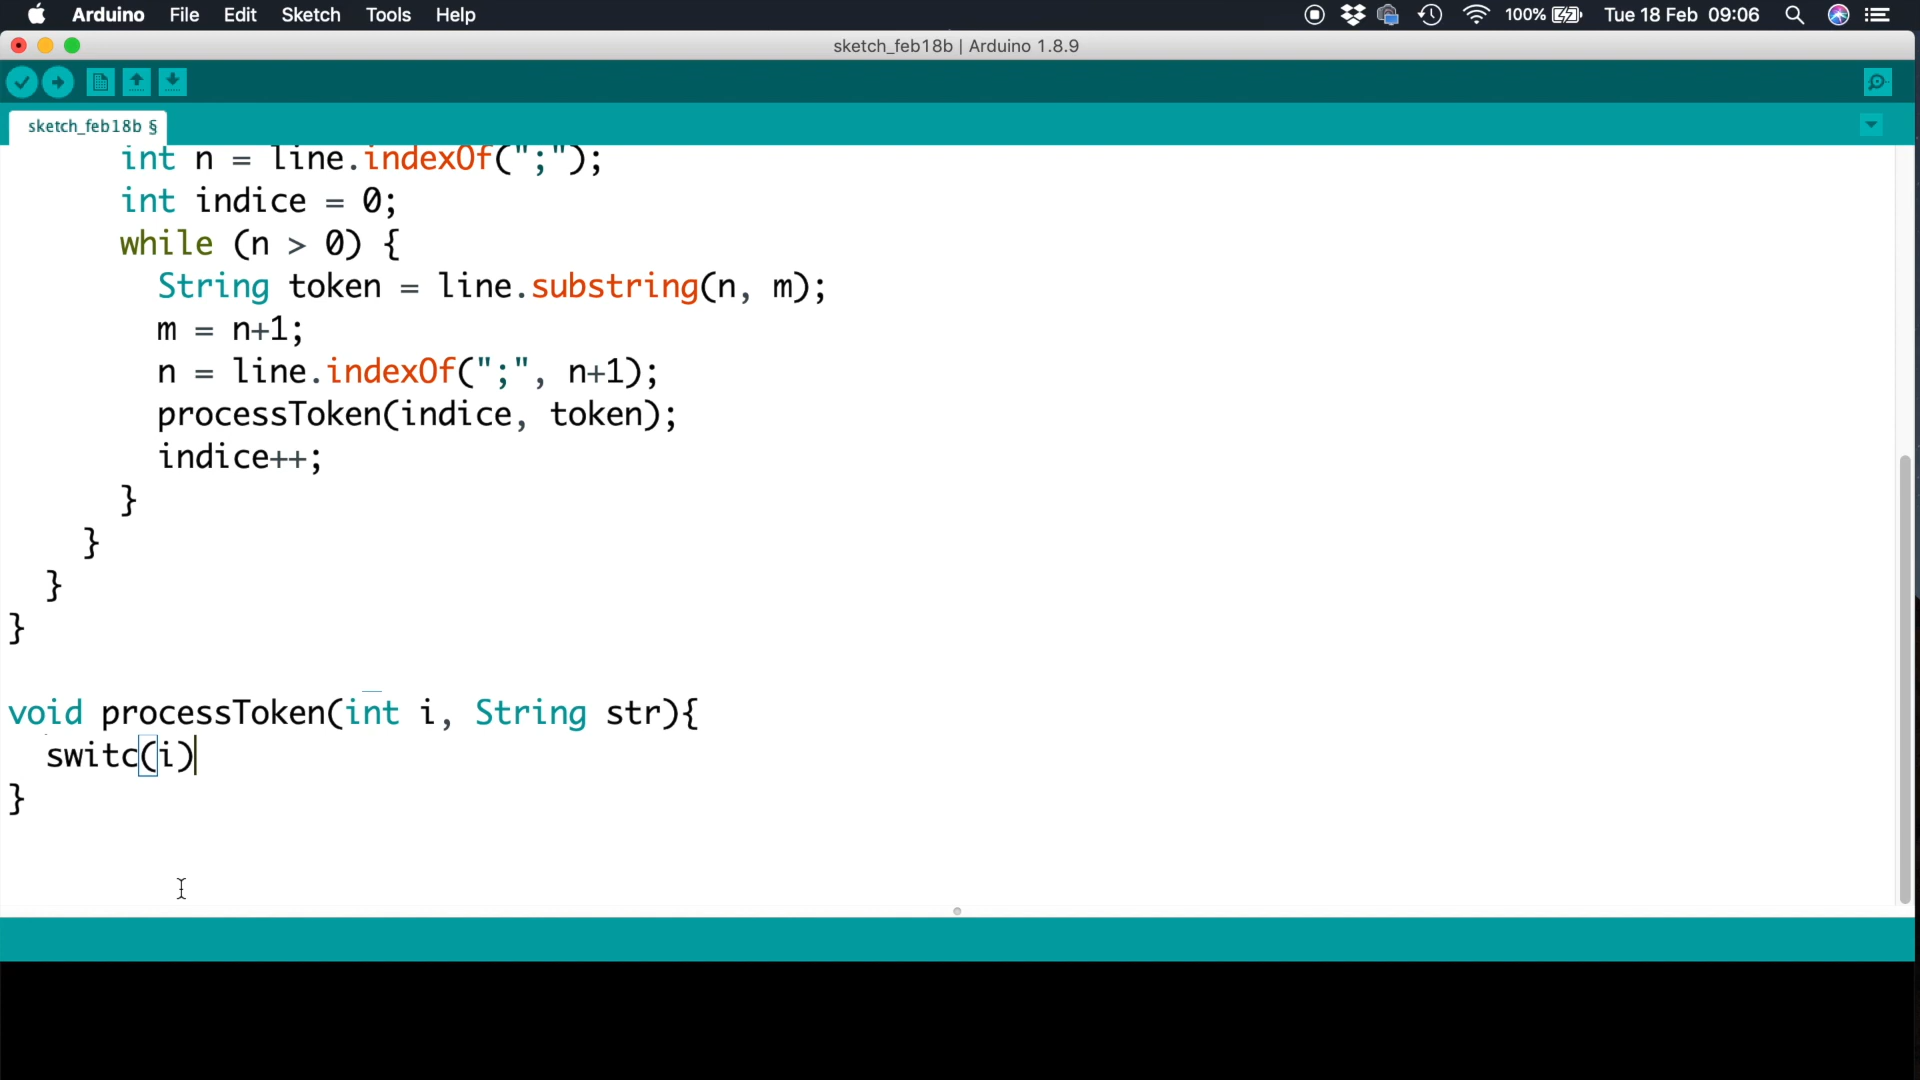 Arduino File Edit Sketch Tools Help 100% Tue 18 Feb 09:06
sketch_feb18b | Arduino 1.8.9
sketch_feb18b §
int n = line.indexOf(";");
int indice = 0;
while (n > 0) {
String token = line.substring(n, m);
m = n+1;
n = line.indexOf(";", n+1);
processToken(indice, token);
indice++;
}
}
}
}
void processToken(int i, String str){
switc(i)
}